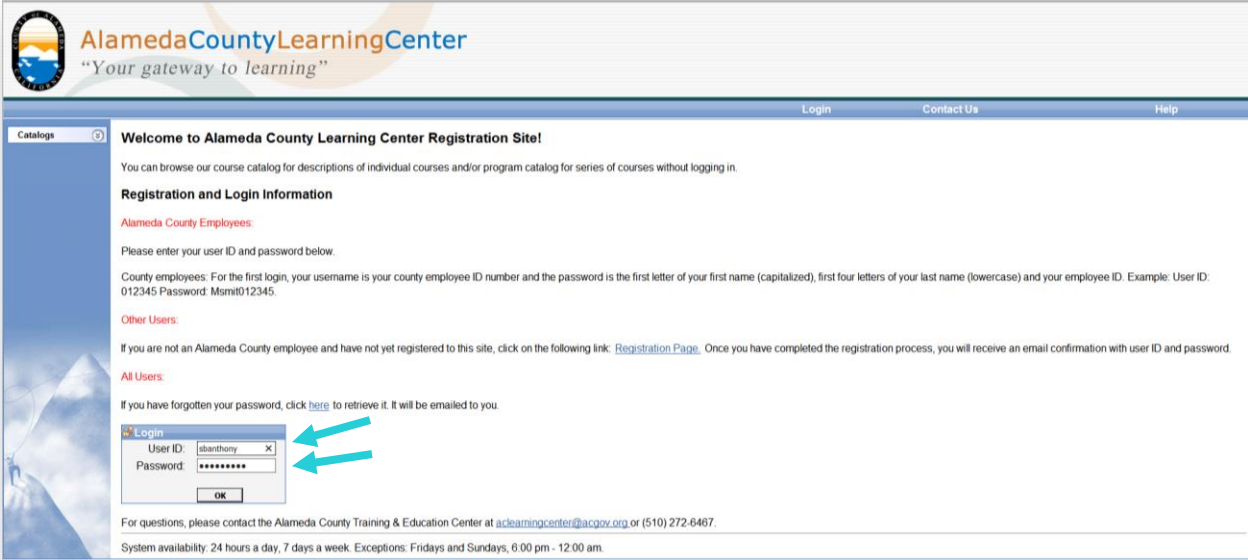 COUNTY OF ALAMEDA
CALIFORNIA
AlamedaCountyLearningCenter
“Your gateway to learning”
Login Contact Us Help
Catalogs
Welcome to Alameda County Learning Center Registration Site!
You can browse our course catalog for descriptions of individual courses and/or program catalog for series of courses without logging in.
Registration and Login Information
Alameda County Employees:
Please enter your user ID and password below.
County employees: For the first login, your username is your county employee ID number and the password is the first letter of your first name (capitalized), first four letters of your last name (lowercase) and your employee ID. Example: User ID:
012345 Password: Msmit012345.
Other Users:
If you are not an Alameda County employee and have not yet registered to this site, click on the following link: Registration Page. Once you have completed the registration process, you will receive an email confirmation with user ID and password.
All Users:
If you have forgotten your password, click here to retrieve it. It will be emailed to you.
Login
User ID: sbanthony X
Password: •••••••••
OK
For questions, please contact the Alameda County Training & Education Center at aclearningcenter@acgov.org or (510) 272-6467.
System availability: 24 hours a day, 7 days a week. Exceptions: Fridays and Sundays, 6:00 pm - 12:00 am.